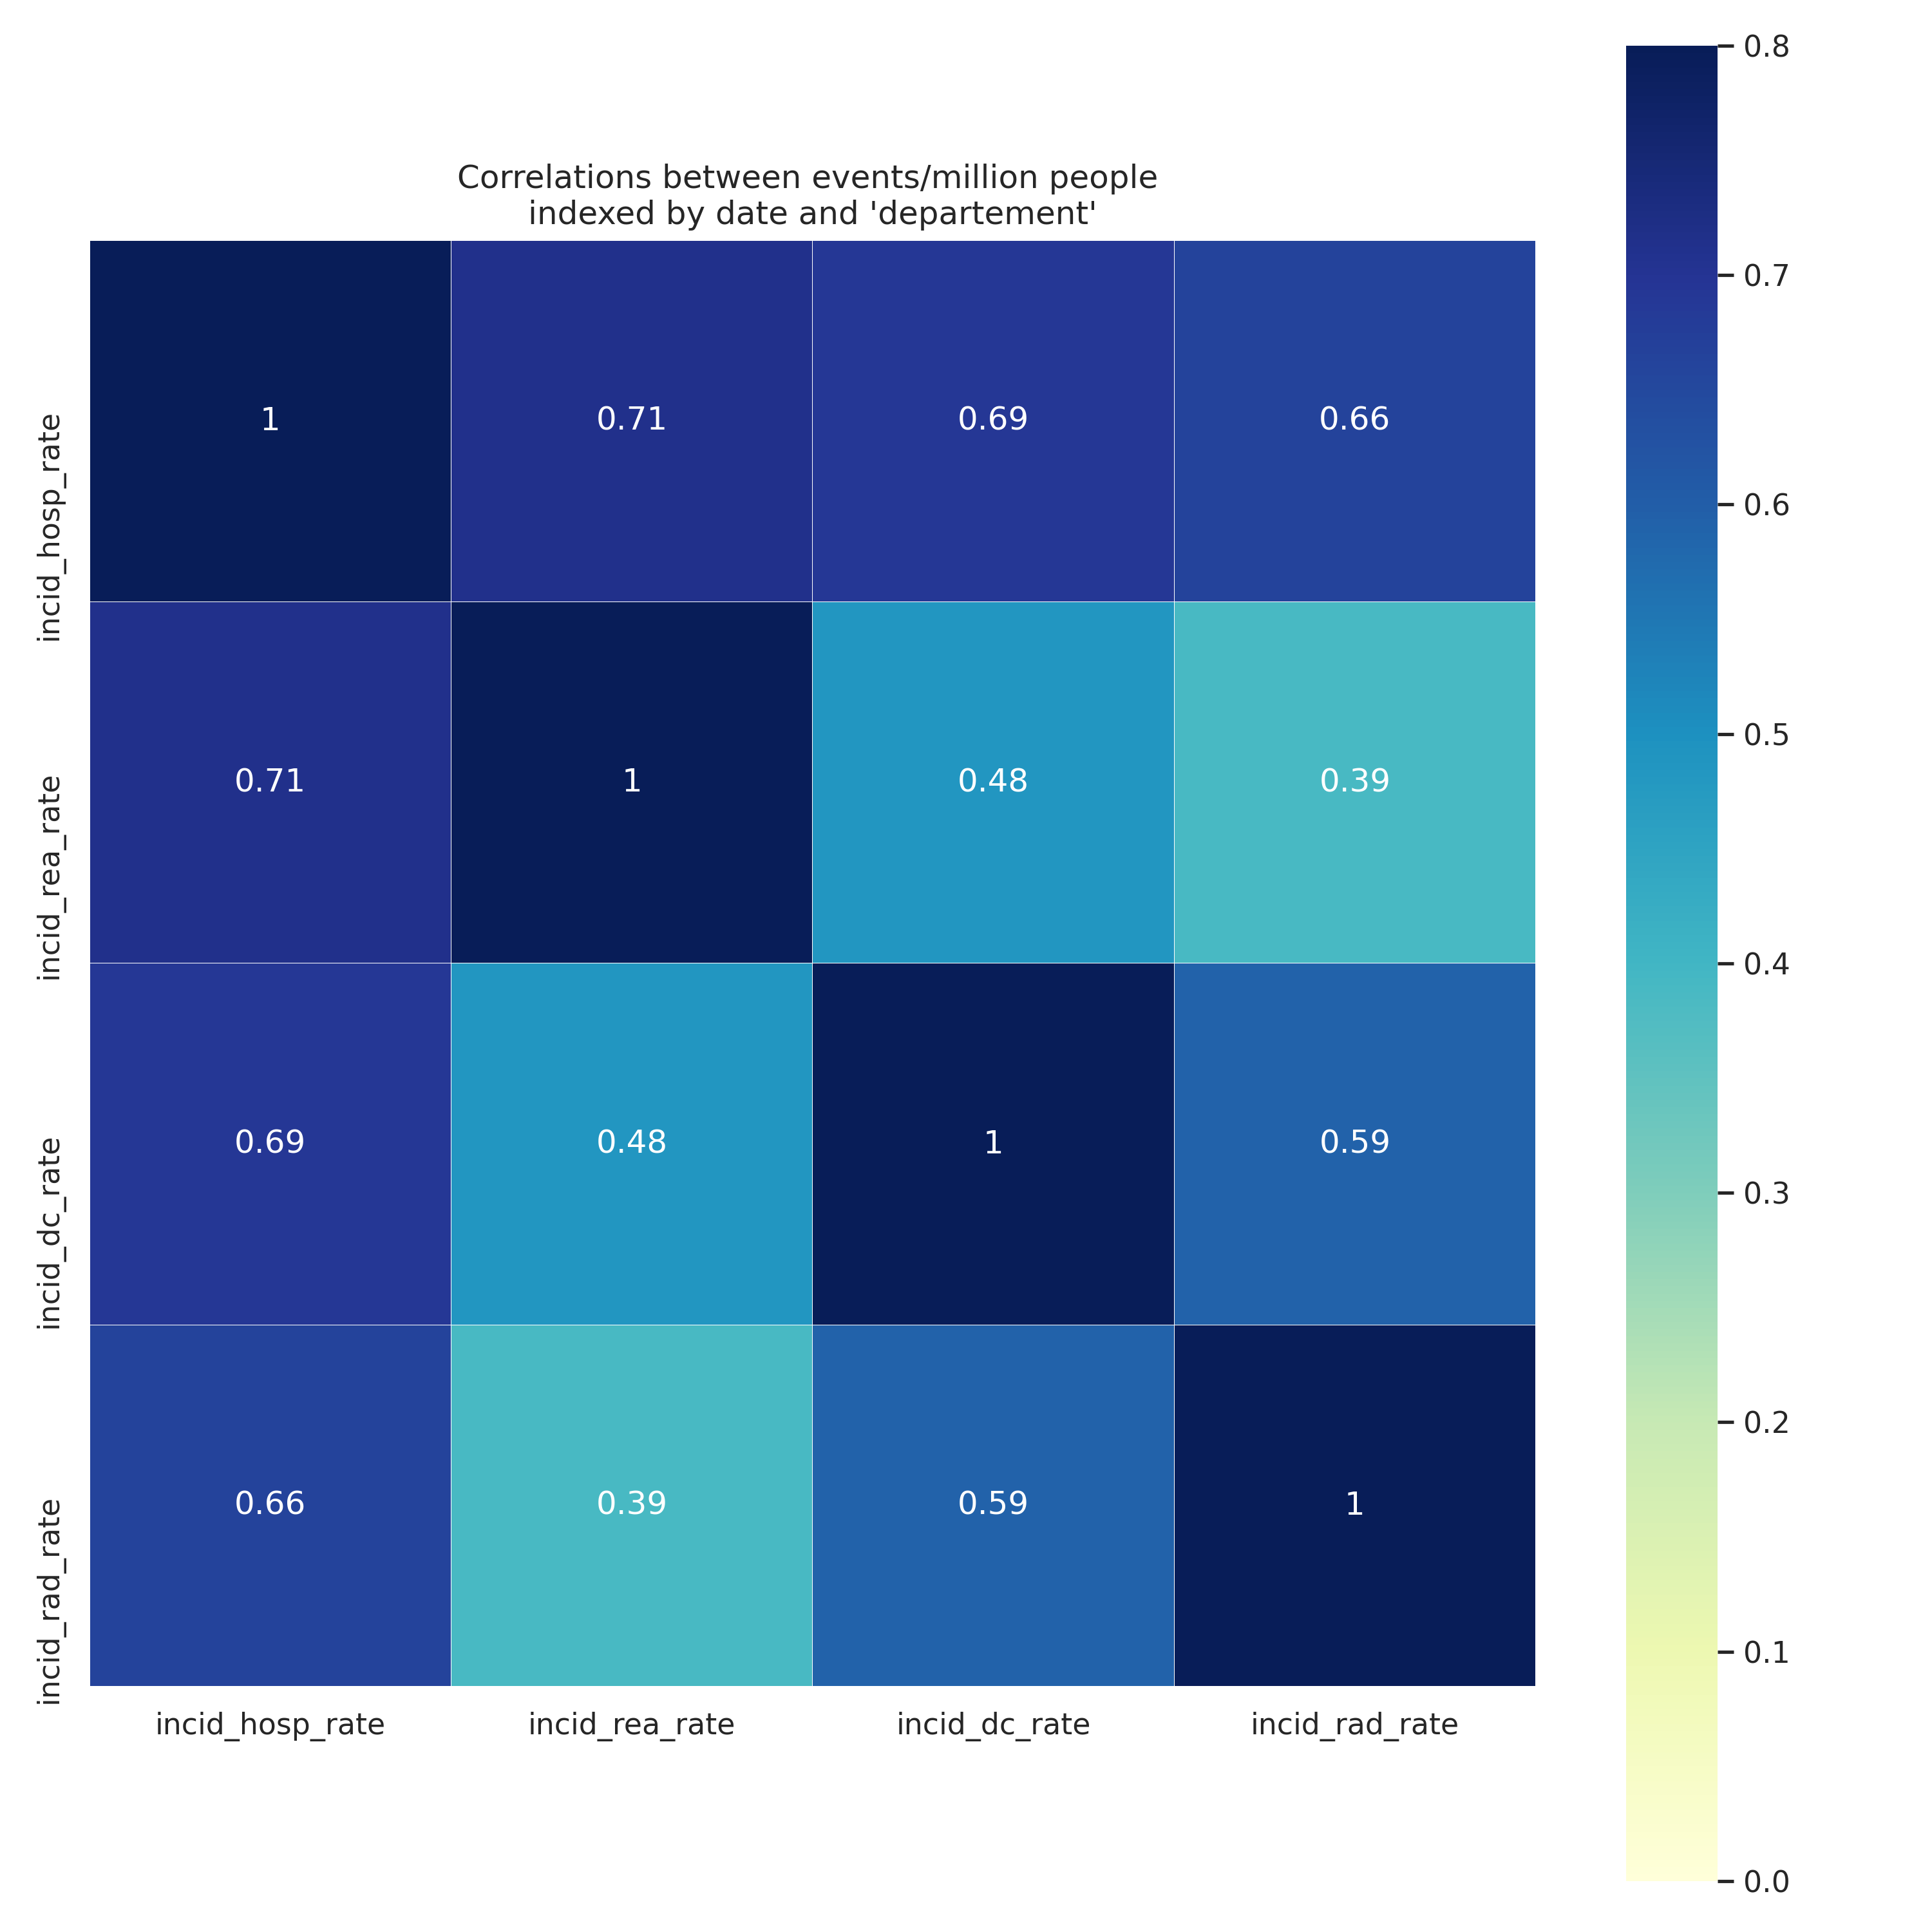 Correlations between events/million people
indexed by date and 'departement'
incid_hosp_rate
1
0.71
0.69
0.66
incid_rea_rate
0.71
1
0.48
0.39
incid_dc_rate
0.69
0.48
1
0.59
incid_rad_rate
0.66
0.39
0.59
1
incid_hosp_rate
incid_rea_rate
incid_dc_rate
incid_rad_rate
0.8
0.7
0.6
0.5
0.4
0.3
0.2
0.1
0.0